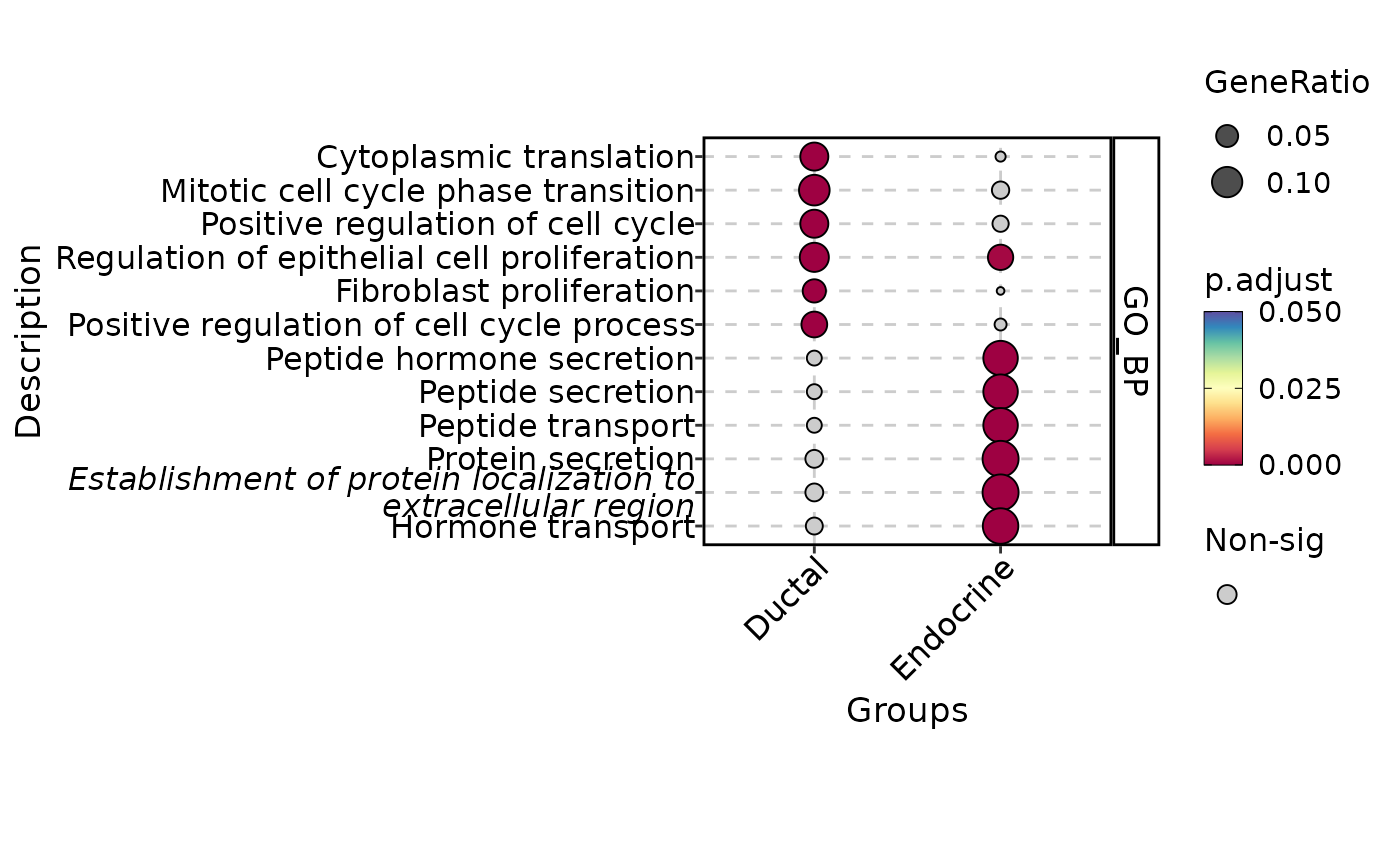 Description
Cytoplasmic translation
Mitotic cell cycle phase transition
Positive regulation of cell cycle
Regulation of epithelial cell proliferation
Fibroblast proliferation
Positive regulation of cell cycle process
Peptide hormone secretion
Peptide secretion
Peptide transport
Protein secretion
Establishment of protein localization to
extracellular region
Hormone transport
Ductal
Endocrine
Groups
GO_BP
GeneRatio
0.05
0.10
p.adjust
0.050
0.025
0.000
Non-sig